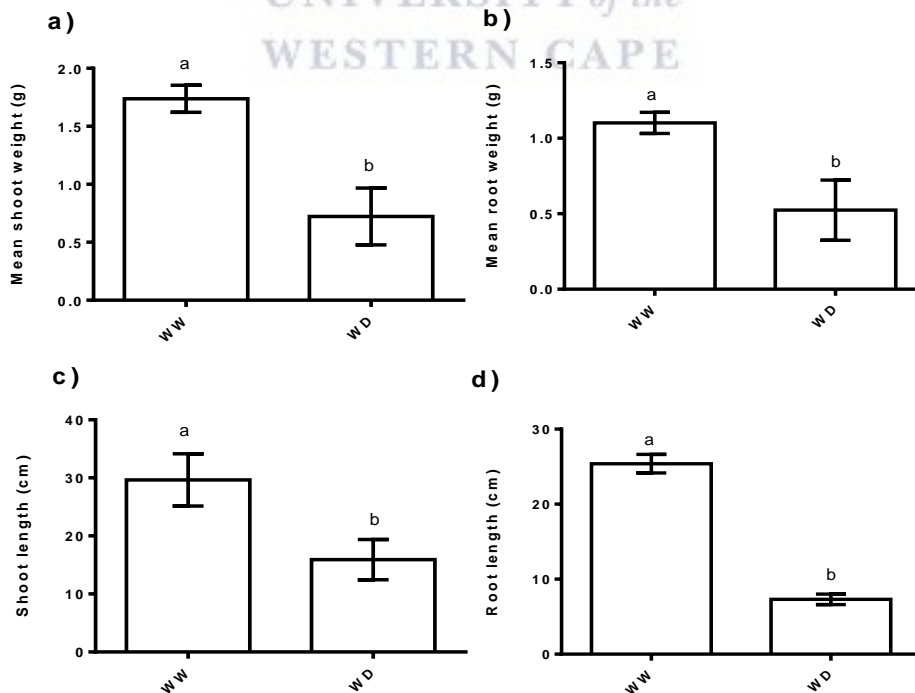 UNIVERSITY of the
WESTERN CAPE
a)
Mean shoot weight (g)
2.0
1.5
1.0
0.5
0.0
a
b
WW
WD
b)
Mean root weight (g)
1.5
1.0
0.5
0.0
a
b
WW
WD
c)
Shoot length (cm)
40
30
20
10
0
a
b
WW
WD
d)
Root length (cm)
30
20
10
0
a
b
WW
WD